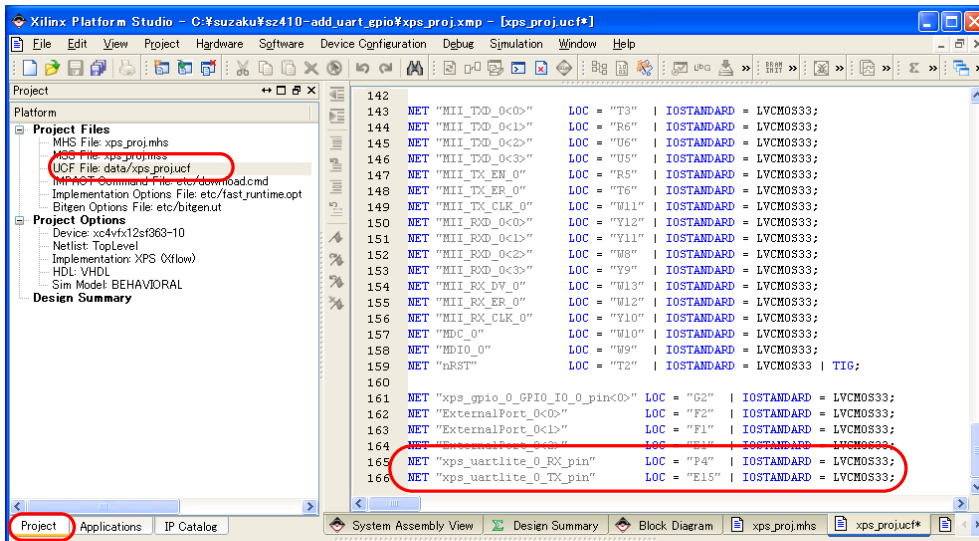 Xilinx Platform Studio - C:¥suzaku¥sz410-add_uart_gpio¥xps_proj.xmp - [xps_proj.ucf*]
File Edit View Project Hardware Software Device Configuration Debug Simulation Window Help
Project
Platform
Project Files
MHS File: xps_proj.mhs
MSS File: xps_proj.mss
UCF File: data/xps_proj.ucf
iMPACT Command File: etc/download.cmd
Implementation Options File: etc/fast_runtime.opt
Bitgen Options File: etc/bitgen.ut
Project Options
Device: xc4vfx12sf363-10
Netlist: TopLevel
Implementation: XPS (Xflow)
HDL: VHDL
Sim Model: BEHAVIORAL
Design Summary
Project Applications IP Catalog
142
143 NET "MII_TXD_0<0>" LOC = "T3" | IOSTANDARD = LVCMOS33;
144 NET "MII_TXD_0<1>" LOC = "R6" | IOSTANDARD = LVCMOS33;
145 NET "MII_TXD_0<2>" LOC = "U6" | IOSTANDARD = LVCMOS33;
146 NET "MII_TXD_0<3>" LOC = "U5" | IOSTANDARD = LVCMOS33;
147 NET "MII_TX_EN_0" LOC = "R5" | IOSTANDARD = LVCMOS33;
148 NET "MII_TX_ER_0" LOC = "T6" | IOSTANDARD = LVCMOS33;
149 NET "MII_TX_CLK_0" LOC = "W11" | IOSTANDARD = LVCMOS33;
150 NET "MII_RXD_0<0>" LOC = "Y12" | IOSTANDARD = LVCMOS33;
151 NET "MII_RXD_0<1>" LOC = "Y11" | IOSTANDARD = LVCMOS33;
152 NET "MII_RXD_0<2>" LOC = "W8" | IOSTANDARD = LVCMOS33;
153 NET "MII_RXD_0<3>" LOC = "Y9" | IOSTANDARD = LVCMOS33;
154 NET "MII_RX_DV_0" LOC = "W13" | IOSTANDARD = LVCMOS33;
155 NET "MII_RX_ER_0" LOC = "W12" | IOSTANDARD = LVCMOS33;
156 NET "MII_RX_CLK_0" LOC = "Y10" | IOSTANDARD = LVCMOS33;
157 NET "MDC_0" LOC = "W10" | IOSTANDARD = LVCMOS33;
158 NET "MDIO_0" LOC = "W9" | IOSTANDARD = LVCMOS33;
159 NET "nRST" LOC = "T2" | IOSTANDARD = LVCMOS33 | TIG;
160
161 NET "xps_gpio_0_GPIO_IO_0_pin<0>" LOC = "G2" | IOSTANDARD = LVCMOS33;
162 NET "ExternalPort_0<0>" LOC = "F2" | IOSTANDARD = LVCMOS33;
163 NET "ExternalPort_0<1>" LOC = "F1" | IOSTANDARD = LVCMOS33;
164 NET "ExternalPort_0<2>" LOC = "E1" | IOSTANDARD = LVCMOS33;
165 NET "xps_uartlite_0_RX_pin" LOC = "P4" | IOSTANDARD = LVCMOS33;
166 NET "xps_uartlite_0_TX_pin" LOC = "E15" | IOSTANDARD = LVCMOS33;
System Assembly View Design Summary Block Diagram xps_proj.mhs xps_proj.ucf*